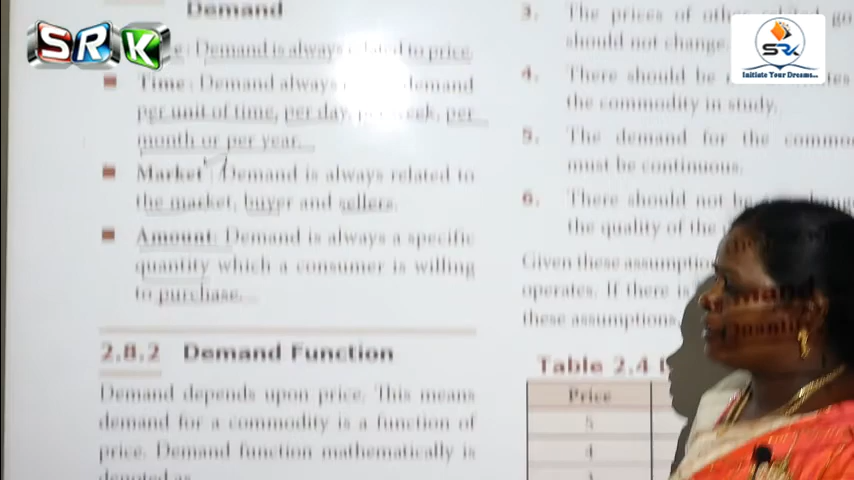 SRK
SRK
Initiate Your Dreams...
Demand
: Demand is always related to price.
Time : Demand always demand
per unit of time, per day, per week, per
month or per year.
Market : Demand is always related to
the market, buyer and sellers.
Amount: Demand is always a specific
quantity which a consumer is willing
to purchase.
2.8.2 Demand Function
Demand depends upon price. This means
demand for a commodity is a function of
price. Demand function mathematically is
denoted as
3. The prices of other related
should not change.
4. There should be
the commodity in study.
5. The demand for the
must be continuous.
6. There should not be
the quality of the
Given these
operates. If there is
these assumptions,
Table 2.4
Price
5
4
3